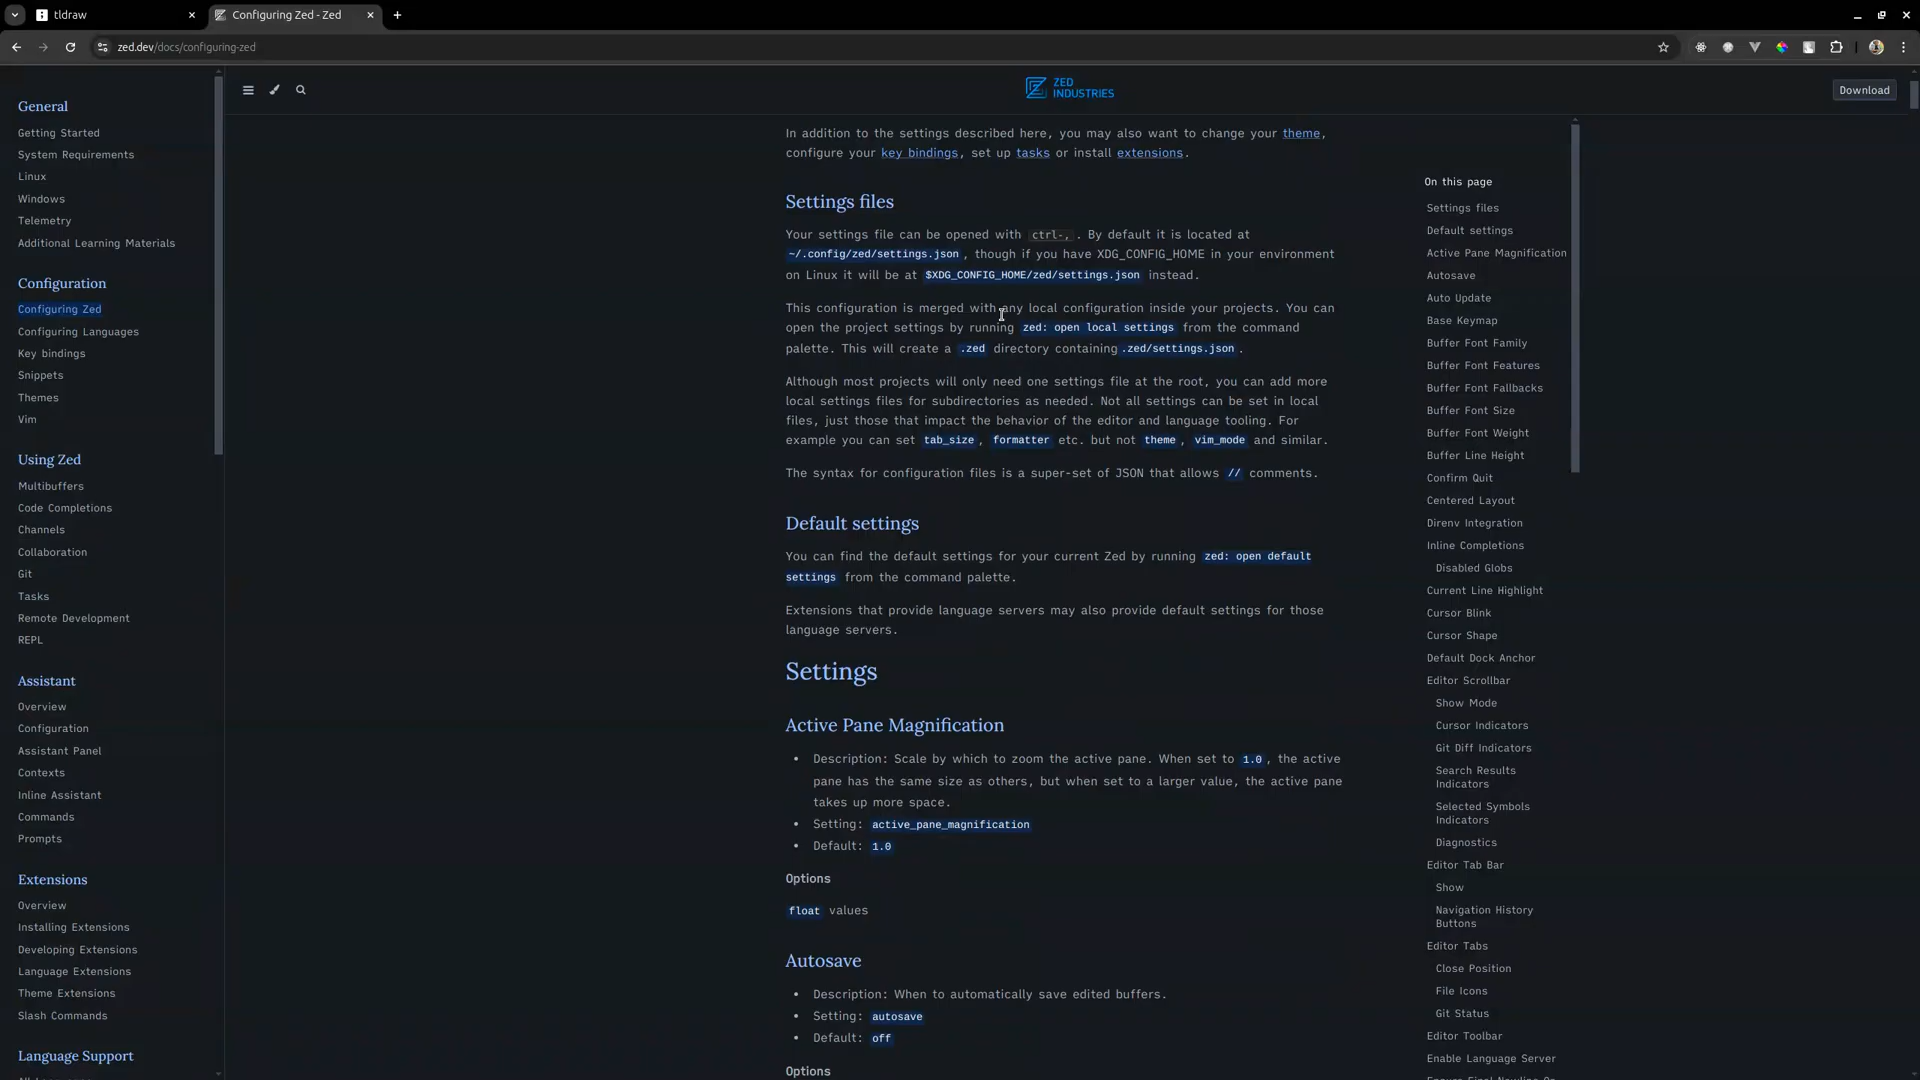 tldraw
Configuring Zed - Zed
zed.dev/docs/configuring-zed
General
Getting Started
System Requirements
Linux
Windows
Telemetry
Additional Learning Materials
Configuration
Configuring Zed
Configuring Languages
Key bindings
Snippets
Themes
Vim
Using Zed
Multibuffers
Code Completions
Channels
Collaboration
Git
Tasks
Remote Development
REPL
Assistant
Overview
Configuration
Assistant Panel
Contexts
Inline Assistant
Commands
Prompts
Extensions
Overview
Installing Extensions
Developing Extensions
Language Extensions
Theme Extensions
Slash Commands
Language Support
ZED
INDUSTRIES
Download
In addition to the settings described here, you may also want to change your theme,
configure your key bindings, set up tasks or install extensions.
Settings files
Your settings file can be opened with ctrl-, . By default it is located at
~/.config/zed/settings.json , though if you have XDG_CONFIG_HOME in your environment
on Linux it will be at $XDG_CONFIG_HOME/zed/settings.json instead.
This configuration is merged with any local configuration inside your projects. You can
open the project settings by running zed: open local settings from the command
palette. This will create a .zed directory containing .zed/settings.json .
Although most projects will only need one settings file at the root, you can add more
local settings files for subdirectories as needed. Not all settings can be set in local
files, just those that impact the behavior of the editor and language tooling. For
example you can set tab_size , formatter etc. but not theme , vim_mode and similar.
The syntax for configuration files is a super-set of JSON that allows // comments.
Default settings
You can find the default settings for your current Zed by running zed: open default
settings from the command palette.
Extensions that provide language servers may also provide default settings for those
language servers.
Settings
Active Pane Magnification
• Description: Scale by which to zoom the active pane. When set to 1.0 , the active
pane has the same size as others, but when set to a larger value, the active pane
takes up more space.
• Setting: active_pane_magnification
• Default: 1.0
Options
float values
Autosave
• Description: When to automatically save edited buffers.
• Setting: autosave
• Default: off
Options
On this page
Settings files
Default settings
Active Pane Magnification
Autosave
Auto Update
Base Keymap
Buffer Font Family
Buffer Font Features
Buffer Font Fallbacks
Buffer Font Size
Buffer Font Weight
Buffer Line Height
Confirm Quit
Centered Layout
Direnv Integration
Inline Completions
Disabled Globs
Current Line Highlight
Cursor Blink
Cursor Shape
Default Dock Anchor
Editor Scrollbar
Show Mode
Cursor Indicators
Git Diff Indicators
Search Results
Indicators
Selected Symbols
Indicators
Diagnostics
Editor Tab Bar
Show
Navigation History
Buttons
Editor Tabs
Close Position
File Icons
Git Status
Editor Toolbar
Enable Language Server